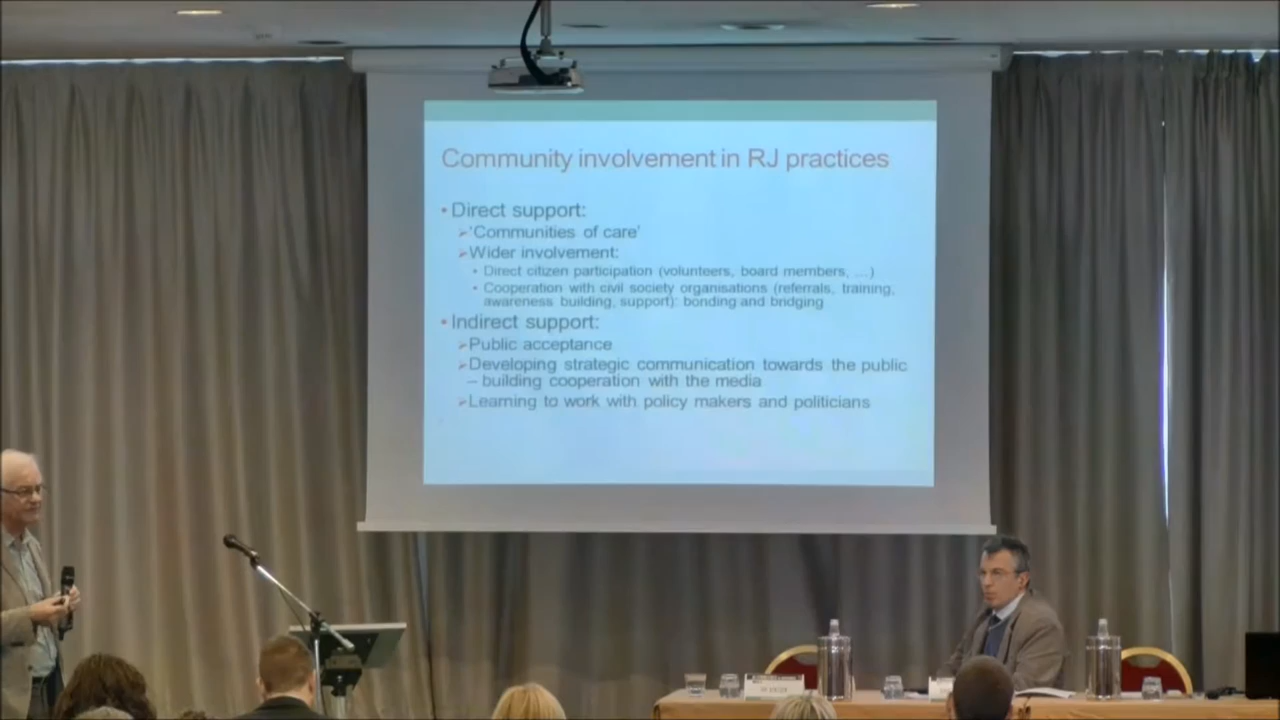 Community involvement in RJ practices
• Direct support:
➢'Communities of care'
➢Wider involvement:
• Direct citizen participation (volunteers, board members, …)
• Cooperation with civil society organisations (referrals, training,
awareness building, support): bonding and bridging
• Indirect support:
➢Public acceptance
➢Developing strategic communication towards the public
– building cooperation with the media
➢Learning to work with policy makers and politicians